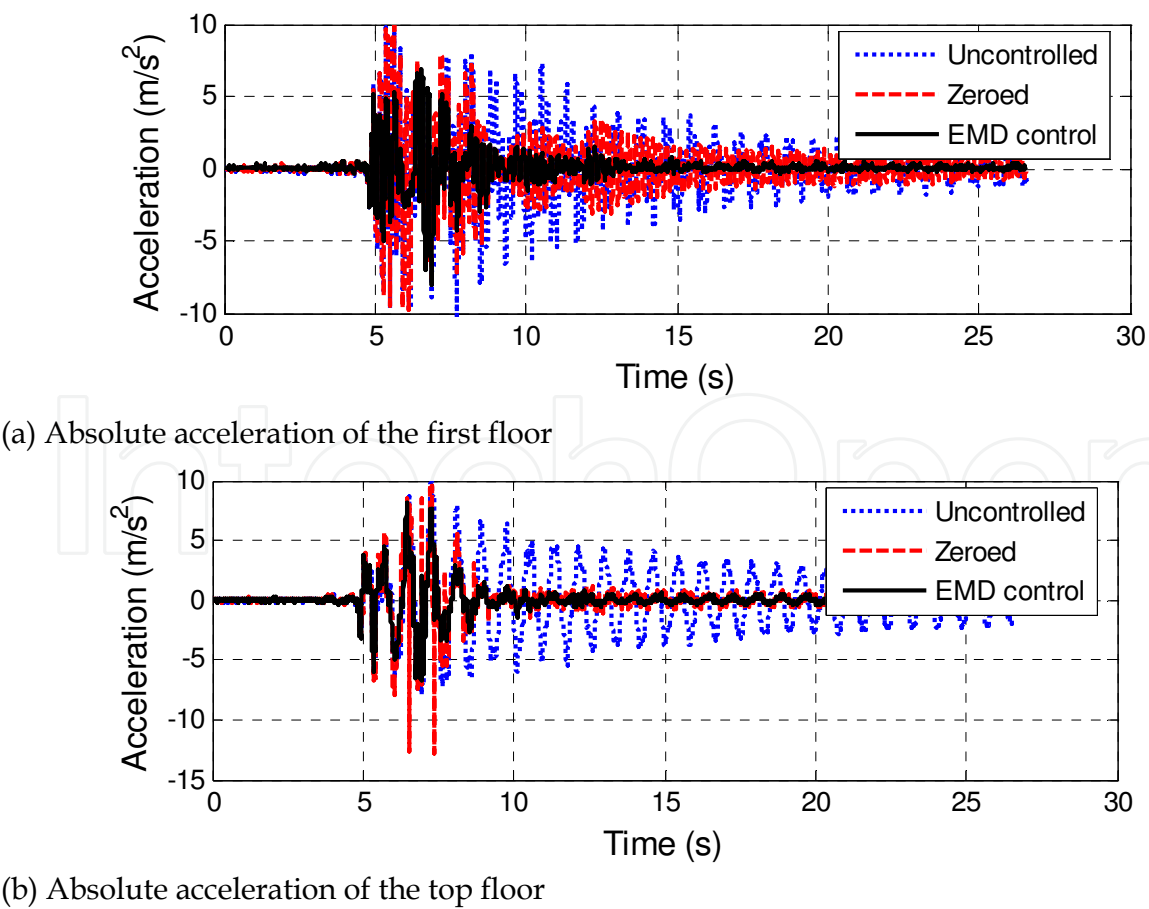 10
5
0
-5
-10
Acceleration (m/s²)
Uncontrolled
Zeroed
EMD control
0 5 10 15 20 25 30
Time (s)
(a) Absolute acceleration of the first floor
IntechOpen
10
5
0
-5
-10
-15
Acceleration (m/s²)
Uncontrolled
Zeroed
EMD control
0 5 10 15 20 25 30
Time (s)
(b) Absolute acceleration of the top floor